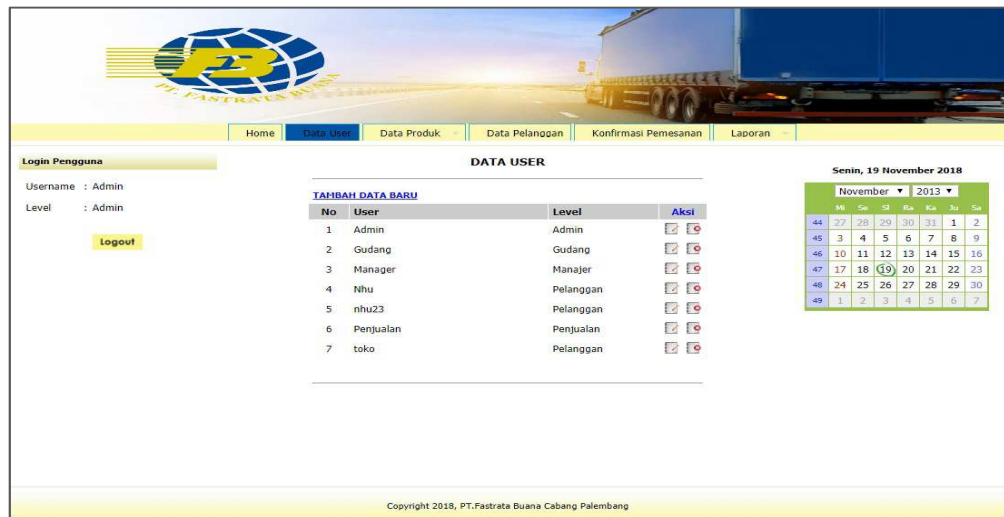 FB
PT. FASTRATA BUANA
Home Data User Data Produk Data Pelanggan Konfirmasi Pemesanan Laporan
Login Pengguna
Username : Admin
Level : Admin
Logout
DATA USER
TAMBAH DATA BARU
No User Level Aksi
1 Admin Admin
2 Gudang Gudang
3 Manager Manajer
4 Nhu Pelanggan
5 nhu23 Pelanggan
6 Penjualan Penjualan
7 toko Pelanggan
Senin, 19 November 2018
November 2013
Mi Se Sl Ra Ka Ju Sa
44 27 28 29 30 31 1 2
45 3 4 5 6 7 8 9
46 10 11 12 13 14 15 16
47 17 18 19 20 21 22 23
48 24 25 26 27 28 29 30
49 1 2 3 4 5 6 7
Copyright 2018, PT.Fastrata Buana Cabang Palembang